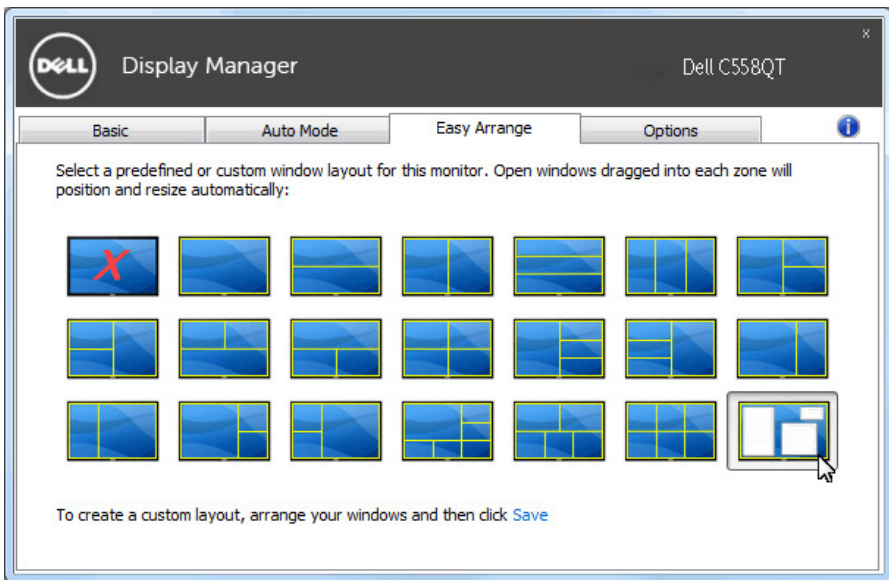 x
DELL
Display Manager
Dell C558QT
Basic
Auto Mode
Easy Arrange
Options
i
Select a predefined or custom window layout for this monitor. Open windows dragged into each zone will
position and resize automatically:
X
To create a custom layout, arrange your windows and then click Save